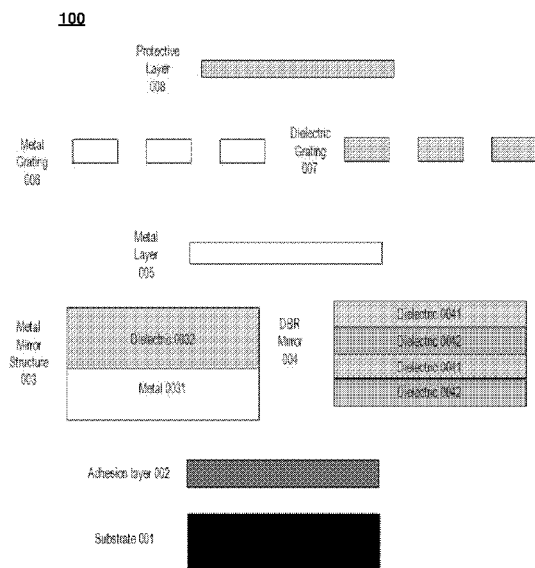 100
Protective
Layer
008
Metal
Grating
006
Dielectric
Grating
007
Metal
Layer
005
Metal
Mirror
Structure
003
Dielectric 0032
Metal 0031
DBR
Mirror
004
Dielectric 0041
Dielectric 0042
Dielectric 0041
Dielectric 0042
Adhesion layer 002
Substrate 001